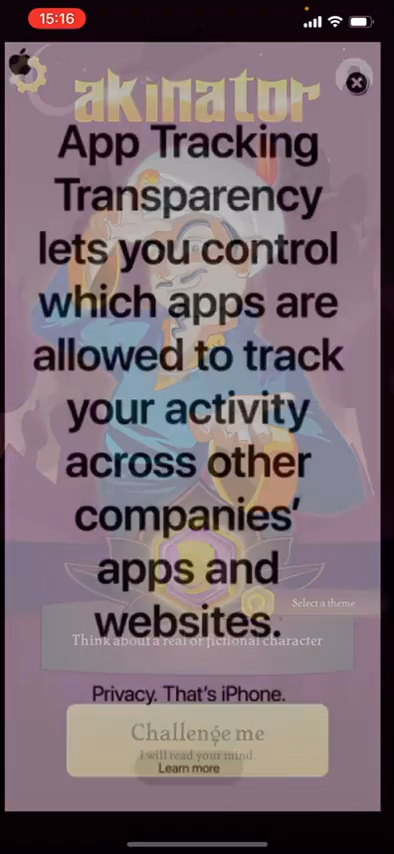 15:16
akinator
App Tracking
Transparency
lets you control
which apps are
allowed to track
your activity
across other
companies’
apps and
websites.
Select a theme
Think about a real or fictional character
Privacy. That’s iPhone.
Challenge me
I will read your mind
Learn more